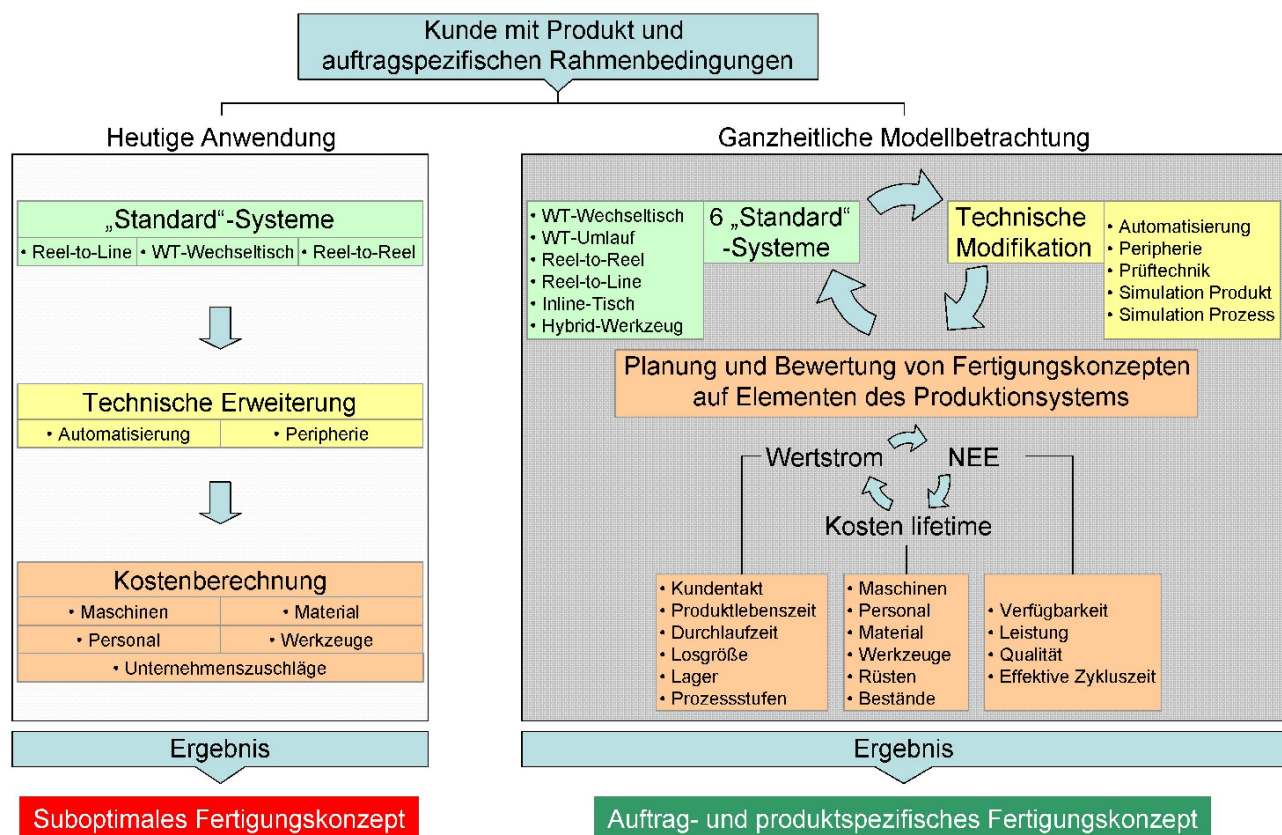 Kunde mit Produkt und
auftragspezifischen Rahmenbedingungen
Heutige Anwendung
„Standard“-Systeme
• Reel-to-Line • WT-Wechseltisch • Reel-to-Reel
Technische Erweiterung
• Automatisierung • Peripherie
Kostenberechnung
• Maschinen • Material
• Personal • Werkzeuge
• Unternehmenszuschläge
Ergebnis
Suboptimales Fertigungskonzept
Ganzheitliche Modellbetrachtung
• WT-Wechseltisch
• WT-Umlauf
• Reel-to-Reel
• Reel-to-Line
• Inline-Tisch
• Hybrid-Werkzeug
6 „Standard“
-Systeme
Technische
Modifikation
• Automatisierung
• Peripherie
• Prüftechnik
• Simulation Produkt
• Simulation Prozess
Planung und Bewertung von Fertigungskonzepten
auf Elementen des Produktionsystems
Wertstrom NEE
Kosten lifetime
• Kundentakt
• Produktlebenszeit
• Durchlaufzeit
• Losgröße
• Lager
• Prozessstufen
• Maschinen
• Personal
• Material
• Werkzeuge
• Rüsten
• Bestände
• Verfügbarkeit
• Leistung
• Qualität
• Effektive Zykluszeit
Ergebnis
Auftrag- und produktspezifisches Fertigungskonzept